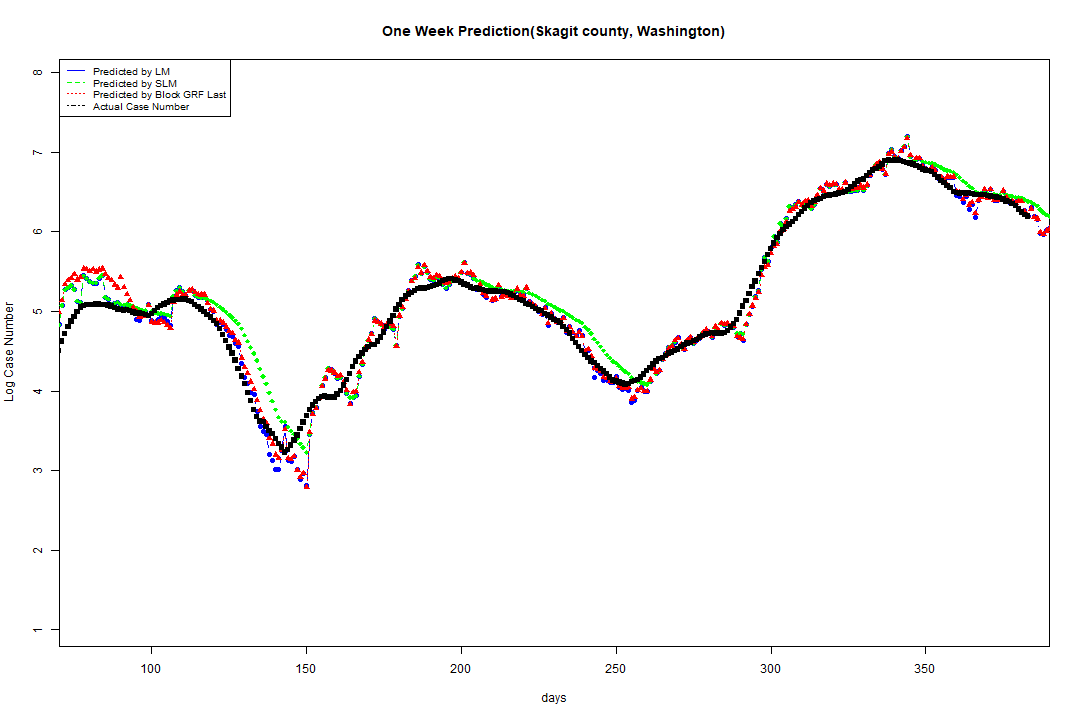 One Week Prediction(Skagit county, Washington)
Predicted by LM
Predicted by SLM
Predicted by Block GRF Last
Actual Case Number
8
7
6
5
4
3
2
1
Log Case Number
100 150 200 250 300 350
days